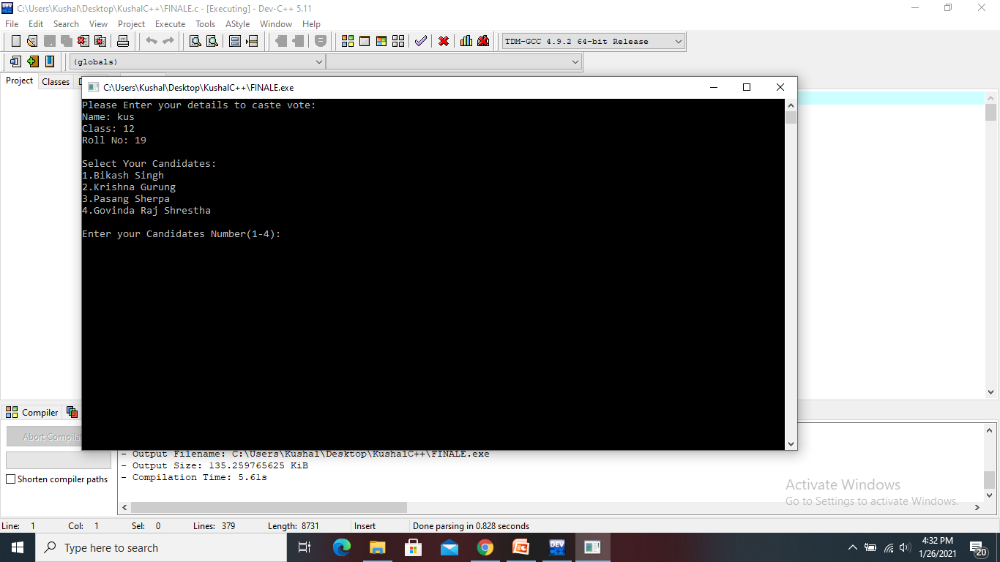 C:\Users\Kushal\Desktop\KushalC++\FINALE.c - [Executing] - Dev-C++ 5.11
File Edit Search View Project Execute Tools AStyle Window Help
TDM-GCC 4.9.2 64-bit Release
(globals)
Project Classes
C:\Users\Kushal\Desktop\KushalC++\FINALE.exe
Please Enter your details to caste vote:
Name: kus
Class: 12
Roll No: 19
Select Your Candidates:
1.Bikash Singh
2.Krishna Gurung
3.Pasang Sherpa
4.Govinda Raj Shrestha
Enter your Candidates Number(1-4):
Compiler
Abort
- Output Filename: C:\Users\Kushal\Desktop\KushalC++\FINALE.exe
- Output Size: 135.259765625 KiB
- Compilation Time: 5.61s
Shorten compiler paths
Activate Windows
Go to Settings to activate Windows.
Line: 1 Col: 1 Sel: 0 Lines: 379 Length: 8731 Insert Done parsing in 0.828 seconds
Type here to search
DEV
4:32 PM
1/26/2021
20